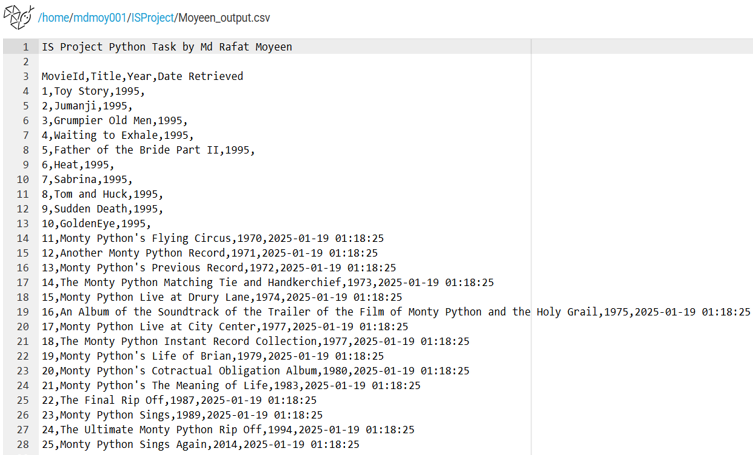 /home/mdmoy001/ISProject/Moyeen_output.csv
1 IS Project Python Task by Md Rafat Moyeen
2
3 MovieId,Title,Year,Date Retrieved
4 1,Toy Story,1995,
5 2,Jumanji,1995,
6 3,Grumpier Old Men,1995,
7 4,Waiting to Exhale,1995,
8 5,Father of the Bride Part II,1995,
9 6,Heat,1995,
10 7,Sabrina,1995,
11 8,Tom and Huck,1995,
12 9,Sudden Death,1995,
13 10,GoldenEye,1995,
14 11,Monty Python's Flying Circus,1970,2025-01-19 01:18:25
15 12,Another Monty Python Record,1971,2025-01-19 01:18:25
16 13,Monty Python's Previous Record,1972,2025-01-19 01:18:25
17 14,The Monty Python Matching Tie and Handkerchief,1973,2025-01-19 01:18:25
18 15,Monty Python Live at Drury Lane,1974,2025-01-19 01:18:25
19 16,An Album of the Soundtrack of the Trailer of the Film of Monty Python and the Holy Grail,1975,2025-01-19 01:18:25
20 17,Monty Python Live at City Center,1977,2025-01-19 01:18:25
21 18,The Monty Python Instant Record Collection,1977,2025-01-19 01:18:25
22 19,Monty Python's Life of Brian,1979,2025-01-19 01:18:25
23 20,Monty Python's Cotractual Obligation Album,1980,2025-01-19 01:18:25
24 21,Monty Python's The Meaning of Life,1983,2025-01-19 01:18:25
25 22,The Final Rip Off,1987,2025-01-19 01:18:25
26 23,Monty Python Sings,1989,2025-01-19 01:18:25
27 24,The Ultimate Monty Python Rip Off,1994,2025-01-19 01:18:25
28 25,Monty Python Sings Again,2014,2025-01-19 01:18:25